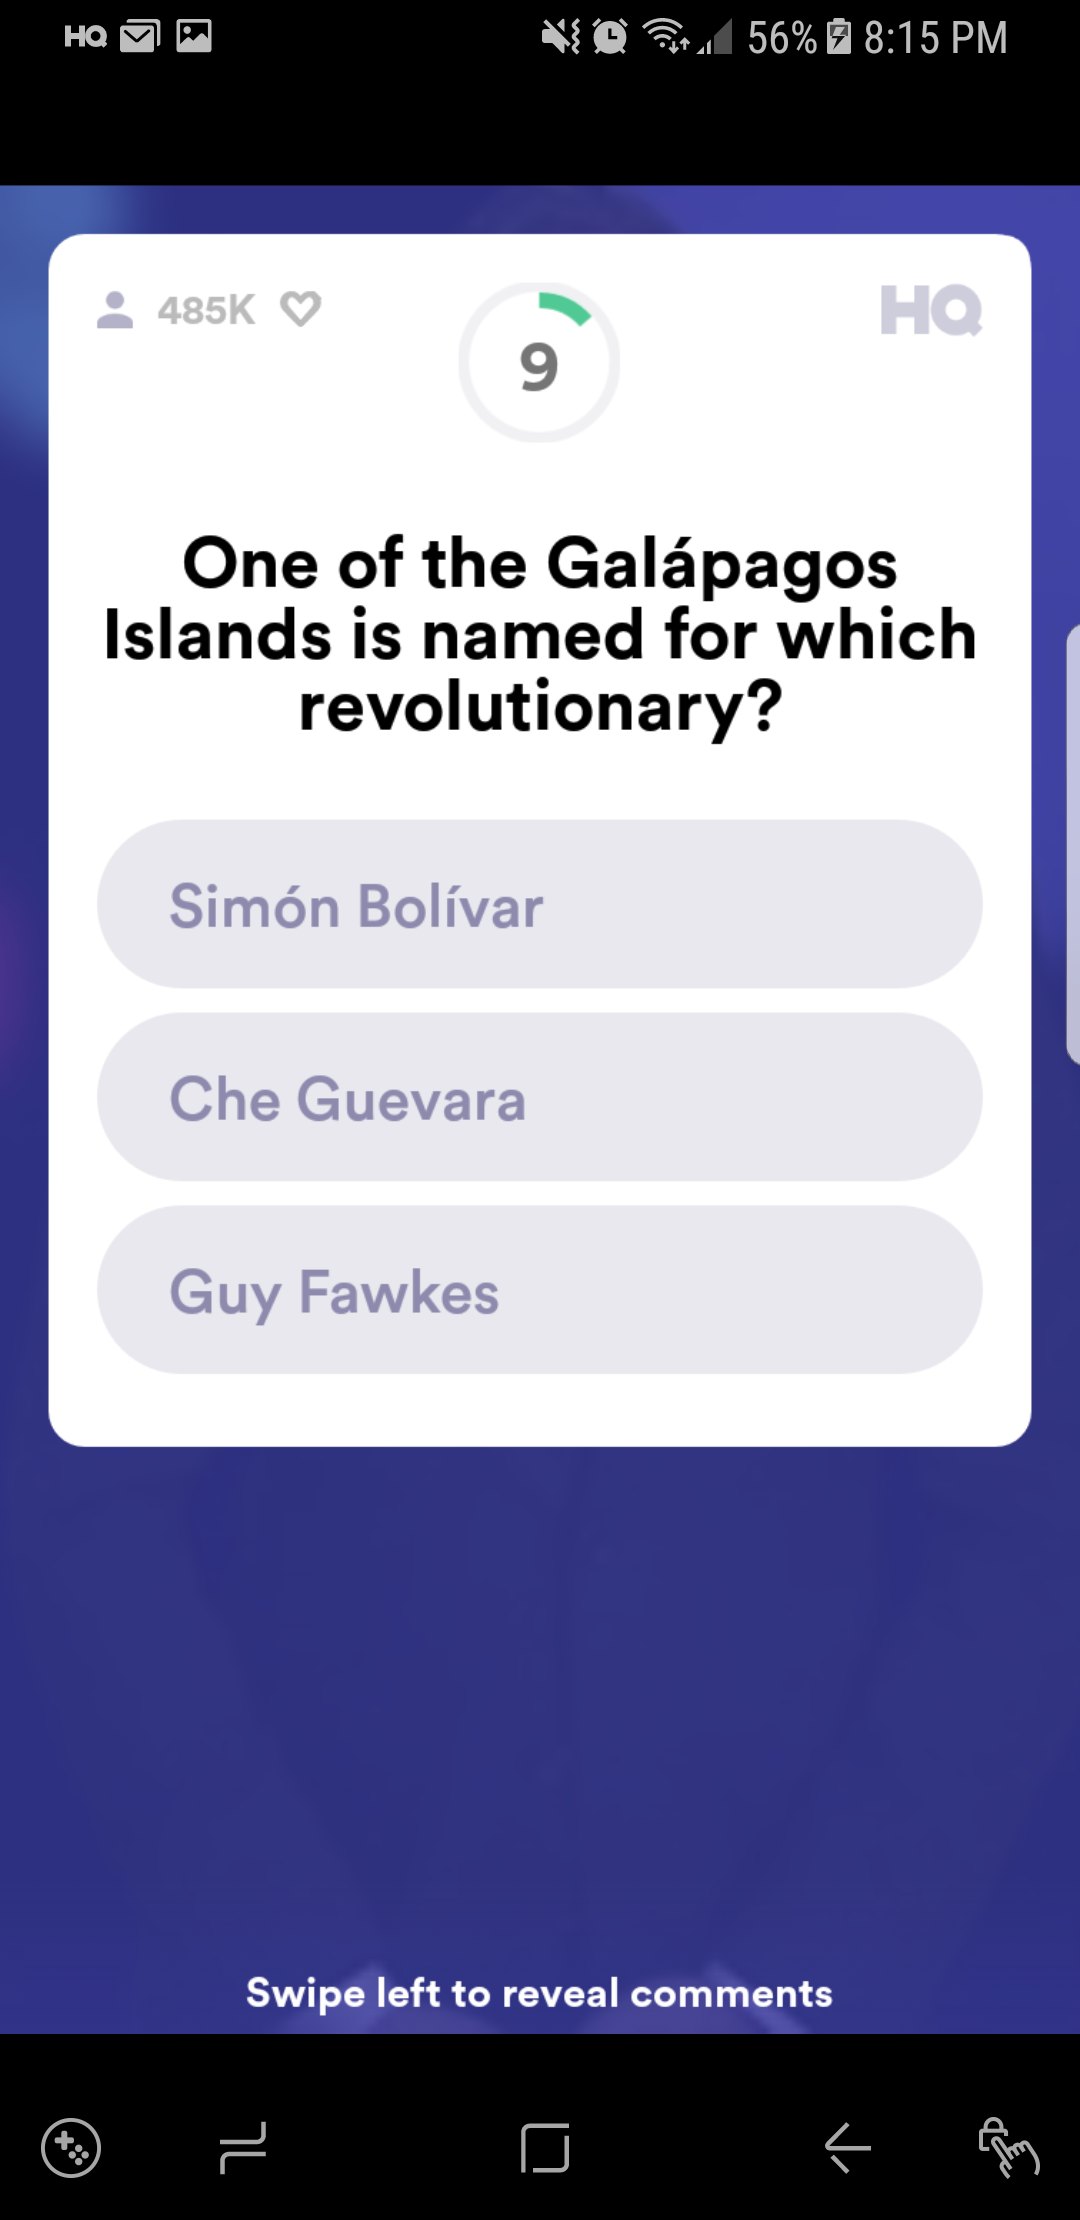 HQ 56% 8:15 PM
485K 9 HQ
One of the Galápagos
Islands is named for which
revolutionary?
Simón Bolívar
Che Guevara
Guy Fawkes
Swipe left to reveal comments